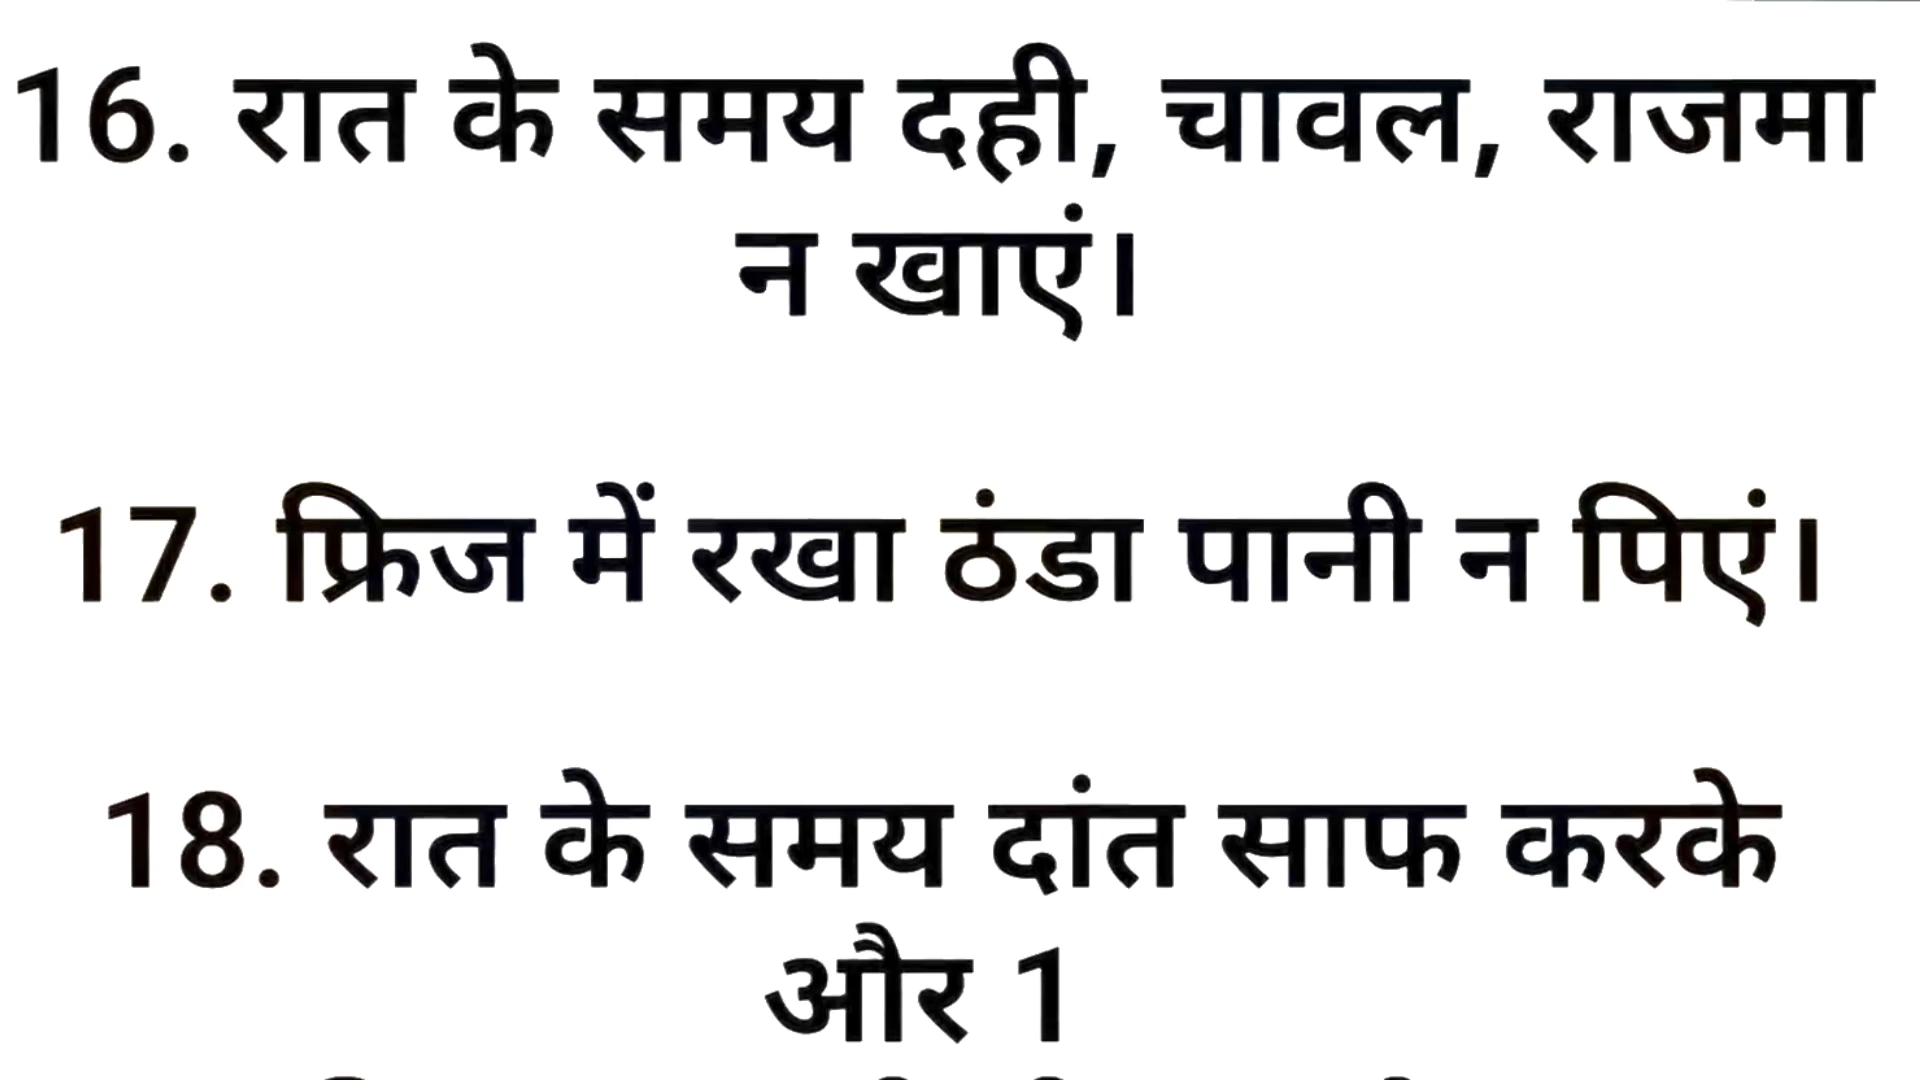 16. रात के समय दही, चावल, राजमा
न खाएं।
17. फ्रिज में रखा ठंडा पानी न पिएं।
18. रात के समय दांत साफ करके
और 1